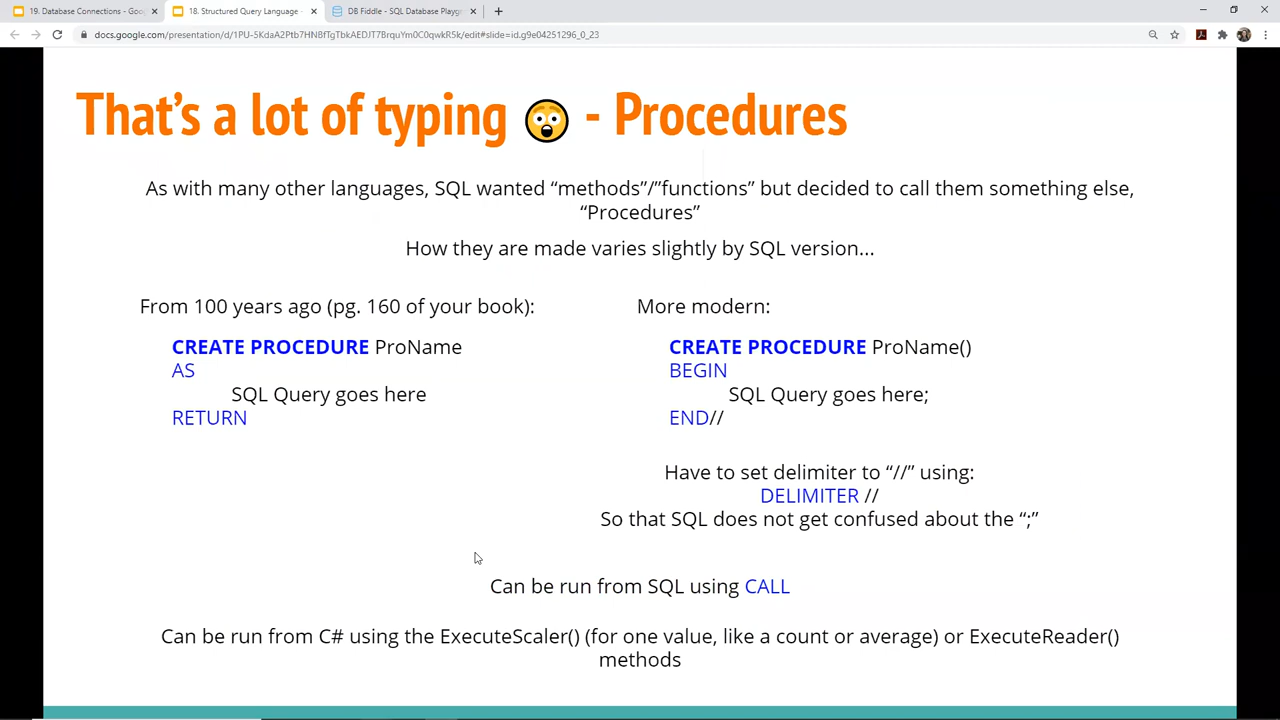 19. Database Connections - Goo
18. Structured Query Language -
DB Fiddle - SQL Database Playgr
docs.google.com/presentation/d/1PU-5KdaA2Ptb7HN8fTgTbkAEDJT7BrquYm0C0qwkR5k/edit#slide=id.g9e04251296_0_23
That's a lot of typing 😲 - Procedures
As with many other languages, SQL wanted “methods”/”functions” but decided to call them something else,
“Procedures”
How they are made varies slightly by SQL version...
From 100 years ago (pg. 160 of your book):
CREATE PROCEDURE ProName
AS
SQL Query goes here
RETURN
More modern:
CREATE PROCEDURE ProName()
BEGIN
SQL Query goes here;
END//
Have to set delimiter to “//” using:
DELIMITER //
So that SQL does not get confused about the “;”
Can be run from SQL using CALL
Can be run from C# using the ExecuteScaler() (for one value, like a count or average) or ExecuteReader()
methods